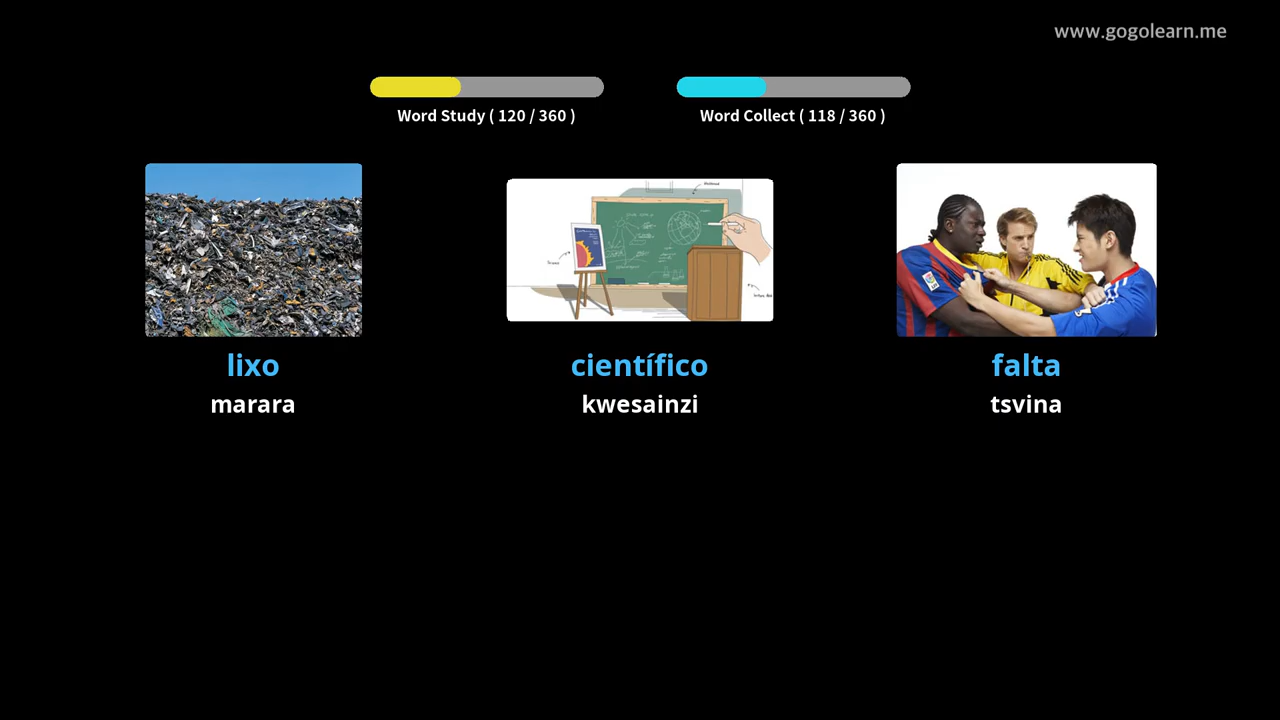 www.gogolearn.me
Word Study ( 120 / 360 )
Word Collect ( 118 / 360 )
lixo
científico
falta
marara
kwesainzi
tsvina